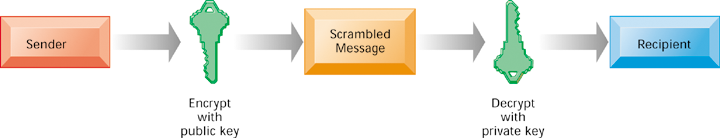 Sender
Encrypt
with
public key
Scrambled
Message
Decrypt
with
private key
Recipient